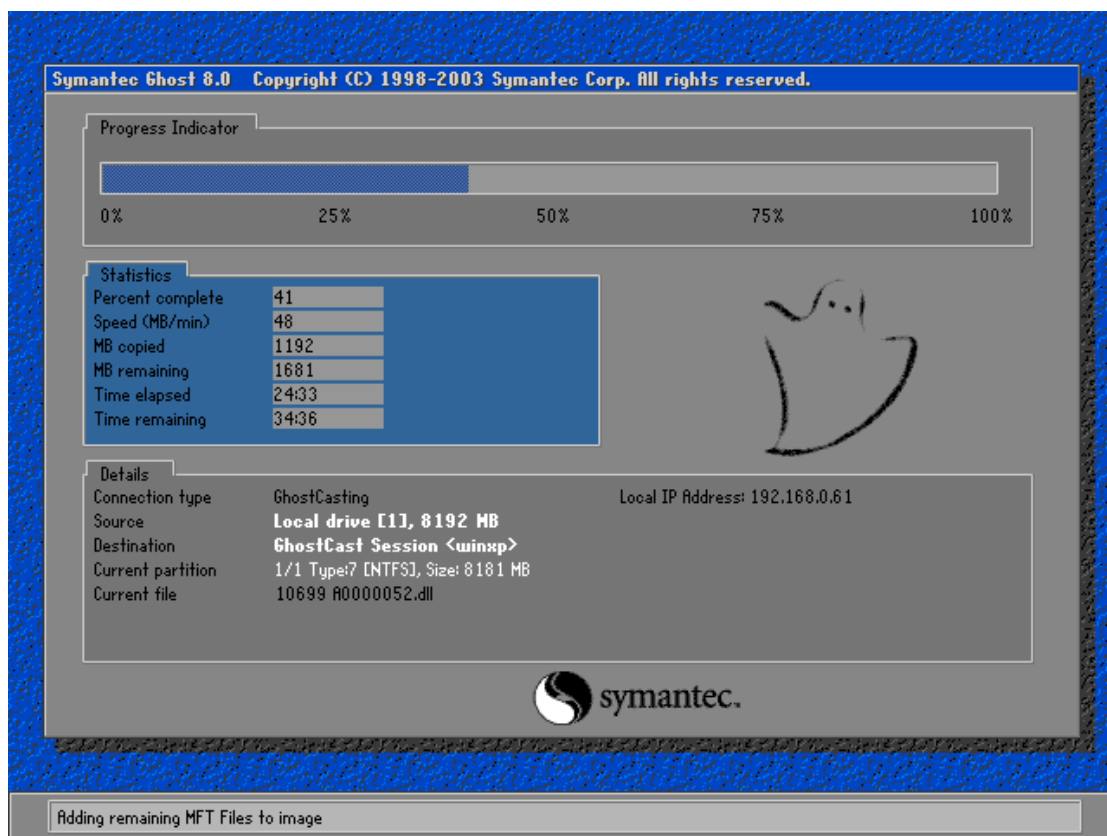 Symantec Ghost 8.0 Copyright (C) 1998-2003 Symantec Corp. All rights reserved.
Progress Indicator
0% 25% 50% 75% 100%
Statistics
Percent complete 41
Speed (MB/min) 48
MB copied 1192
MB remaining 1681
Time elapsed 24:33
Time remaining 34:36
Details
Connection type GhostCasting Local IP Address: 192.168.0.61
Source Local drive [1], 8192 MB
Destination GhostCast Session <winxp>
Current partition 1/1 Type:7 [NTFS], Size: 8181 MB
Current file 10699 A0000052.dll
symantec.
Adding remaining MFT Files to image